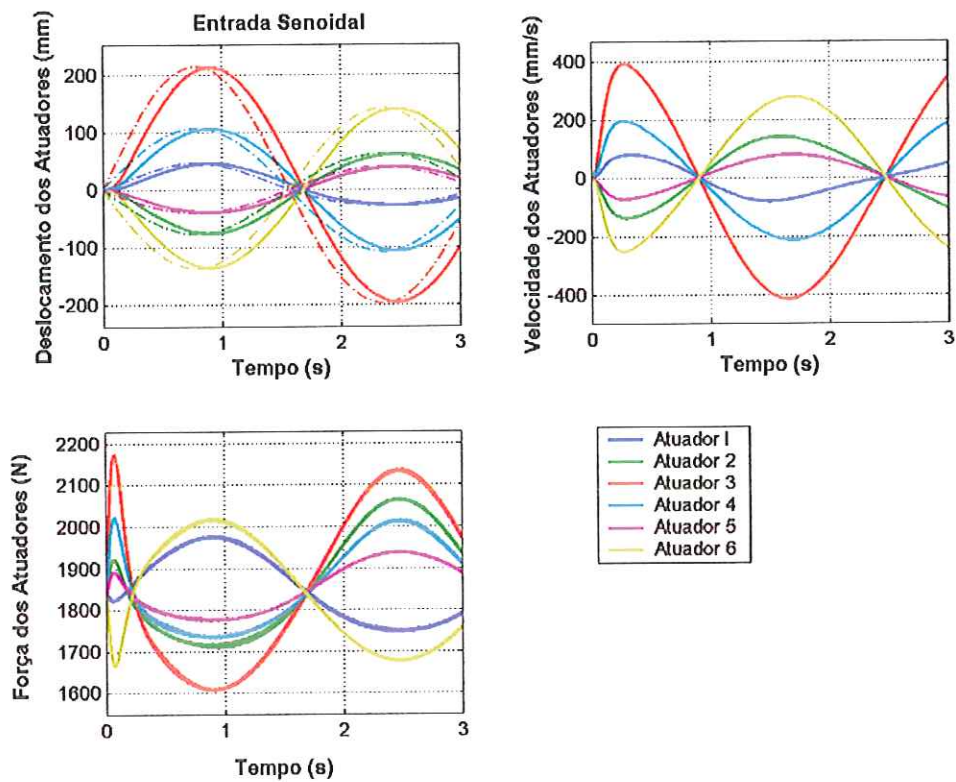 Entrada Senoidal
Deslocamento dos Atuadores (mm)
200
100
0
-100
-200
0
1
2
3
Tempo (s)
Velocidade dos Atuadores (mm/s)
400
200
0
-200
-400
0
1
2
3
Tempo (s)
Força dos Atuadores (N)
2200
2100
2000
1900
1800
1700
1600
0
1
2
3
Tempo (s)
Atuador 1
Atuador 2
Atuador 3
Atuador 4
Atuador 5
Atuador 6